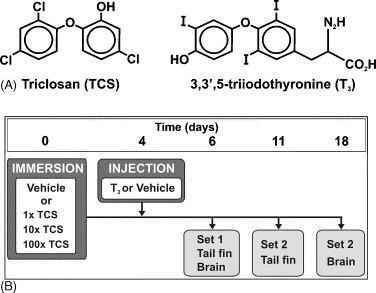 Cl
OH
O
Cl
Cl
(A) Triclosan (TCS)
I
I
N₂H
O
HO
I
CO₂H
3,3',5-triiodothyronine (T₃)
Time (days)
0 4 6 11 18
IMMERSION
Vehicle
or
1x TCS
10x TCS
100x TCS
INJECTION
T₃ or Vehicle
Set 1
Tail fin
Brain
Set 2
Tail fin
Set 2
Brain
(B)